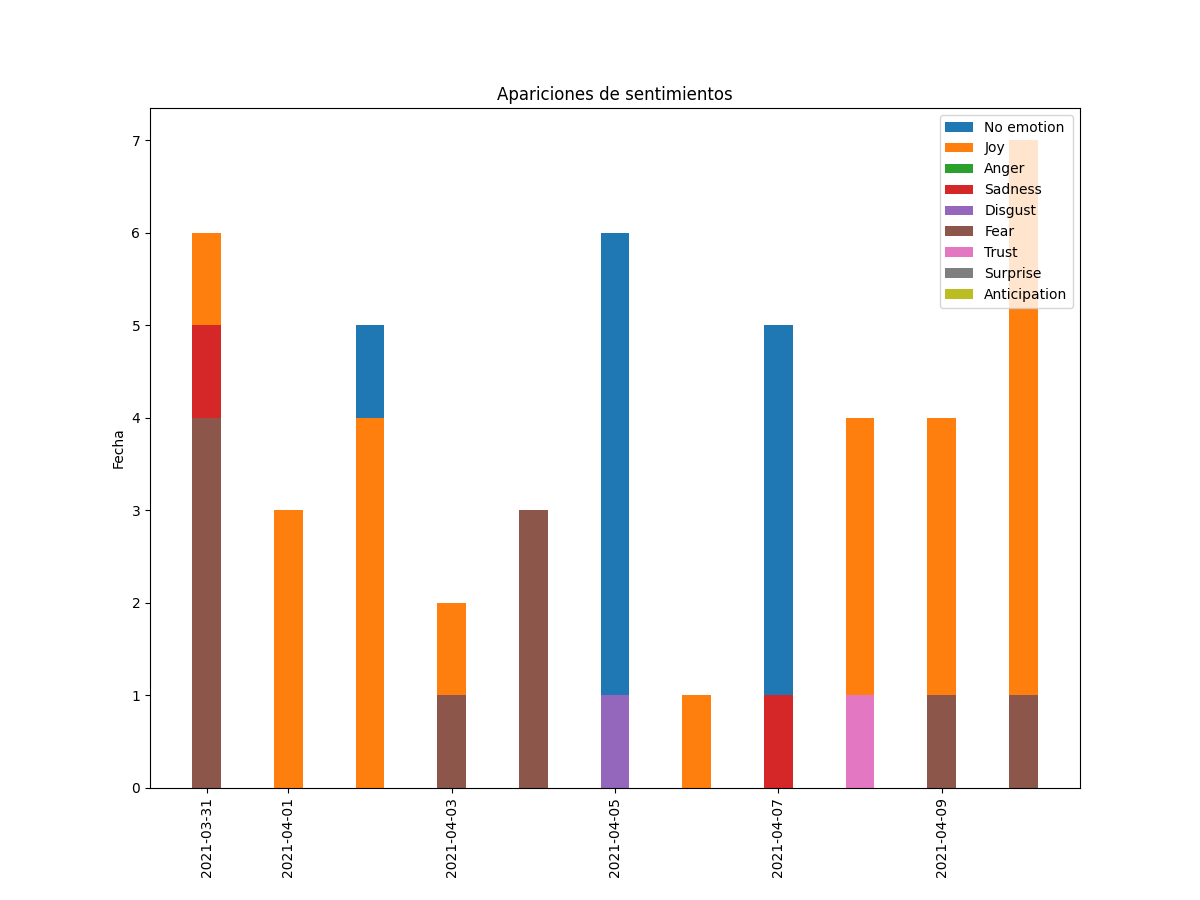 Apariciones de sentimientos
No emotion
Joy
Anger
Sadness
Disgust
Fear
Trust
Surprise
Anticipation
Fecha
7
6
5
4
3
2
1
0
2021-03-31
2021-04-01
2021-04-03
2021-04-05
2021-04-07
2021-04-09